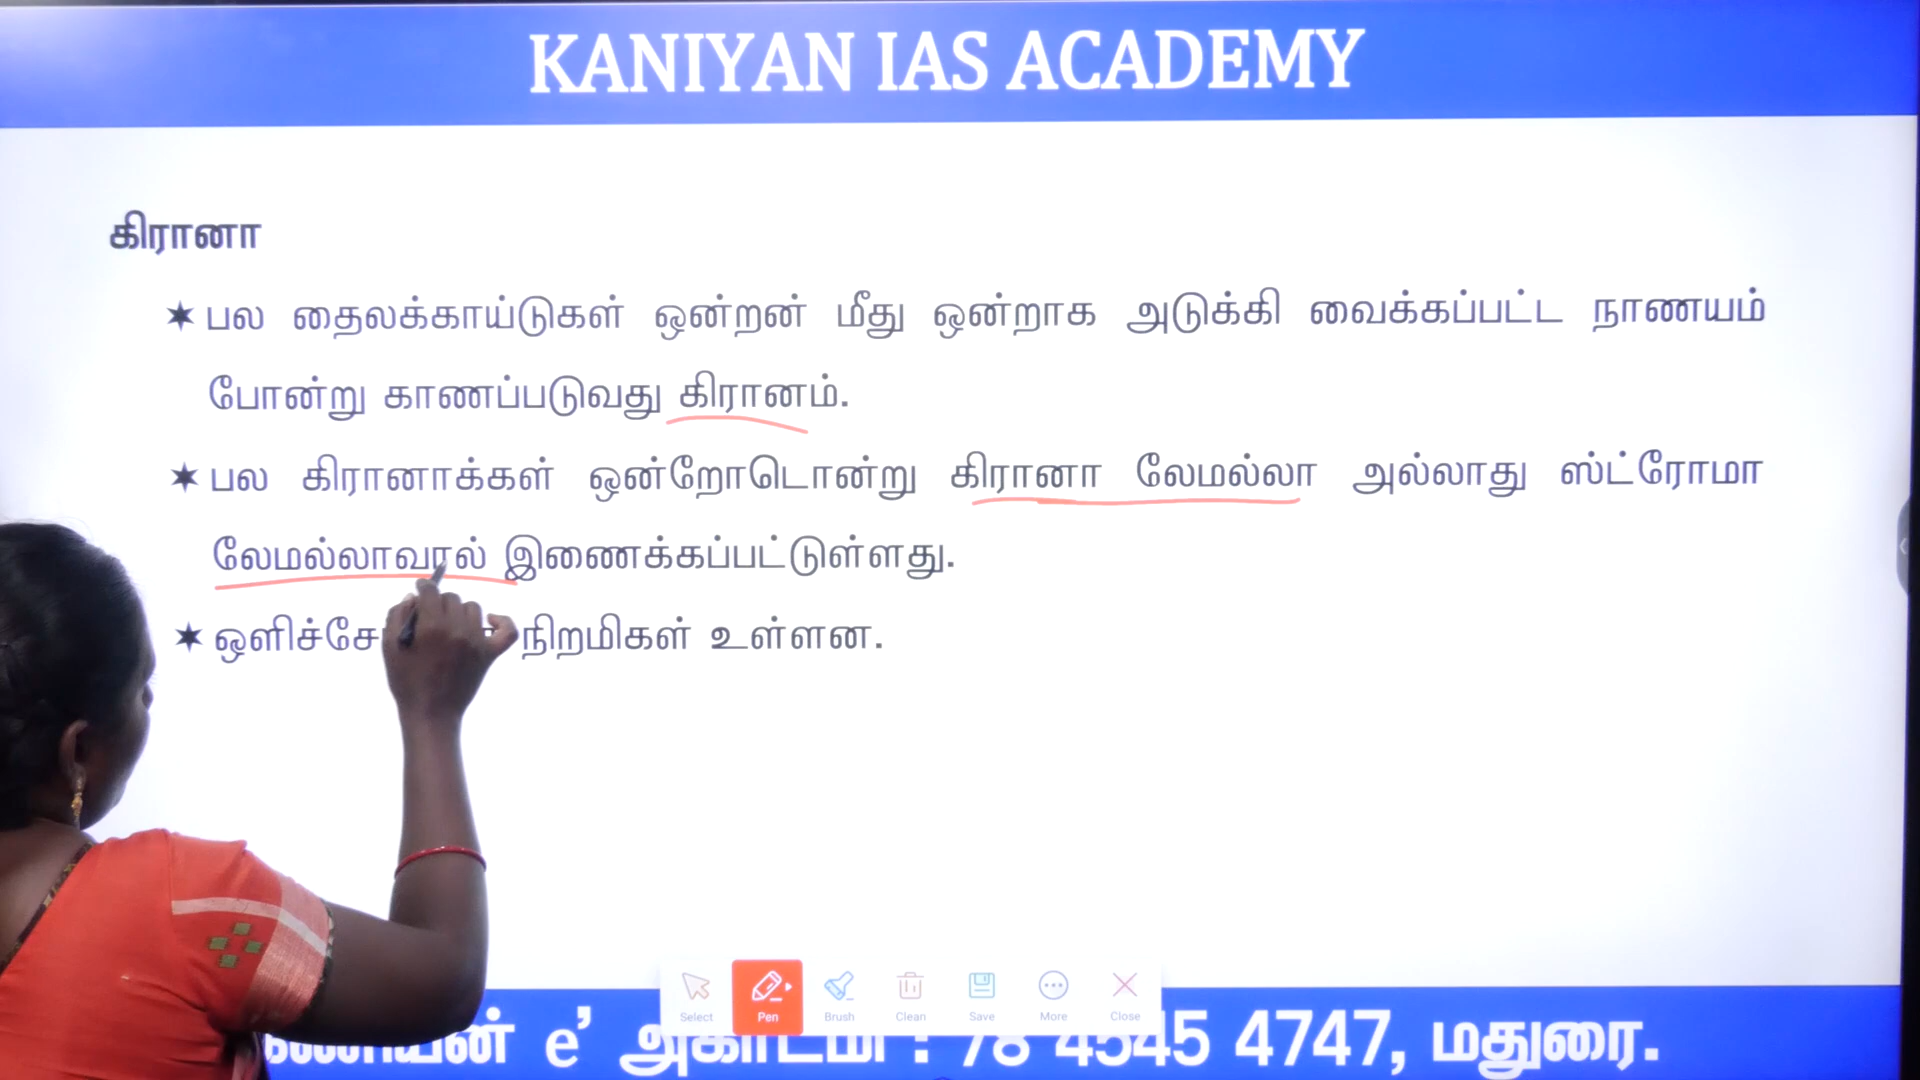 KANIYAN IAS ACADEMY
கிரானா
✶ பல தைலக்காய்டுகள் ஒன்றன் மீது ஒன்றாக அடுக்கி வைக்கப்பட்ட நாணயம்
போன்று காணப்படுவது கிரானம்.
✶ பல கிரானாக்கள் ஒன்றோடொன்று கிரானா லேமல்லா அல்லாது ஸ்ட்ரோமா
லேமல்லாவால் இணைக்கப்பட்டுள்ளது.
✶ நிறமிகள் உள்ளன.
Select Pen Brush Clean Save More Close
e’ : 78 4545 4747, மதுரை.